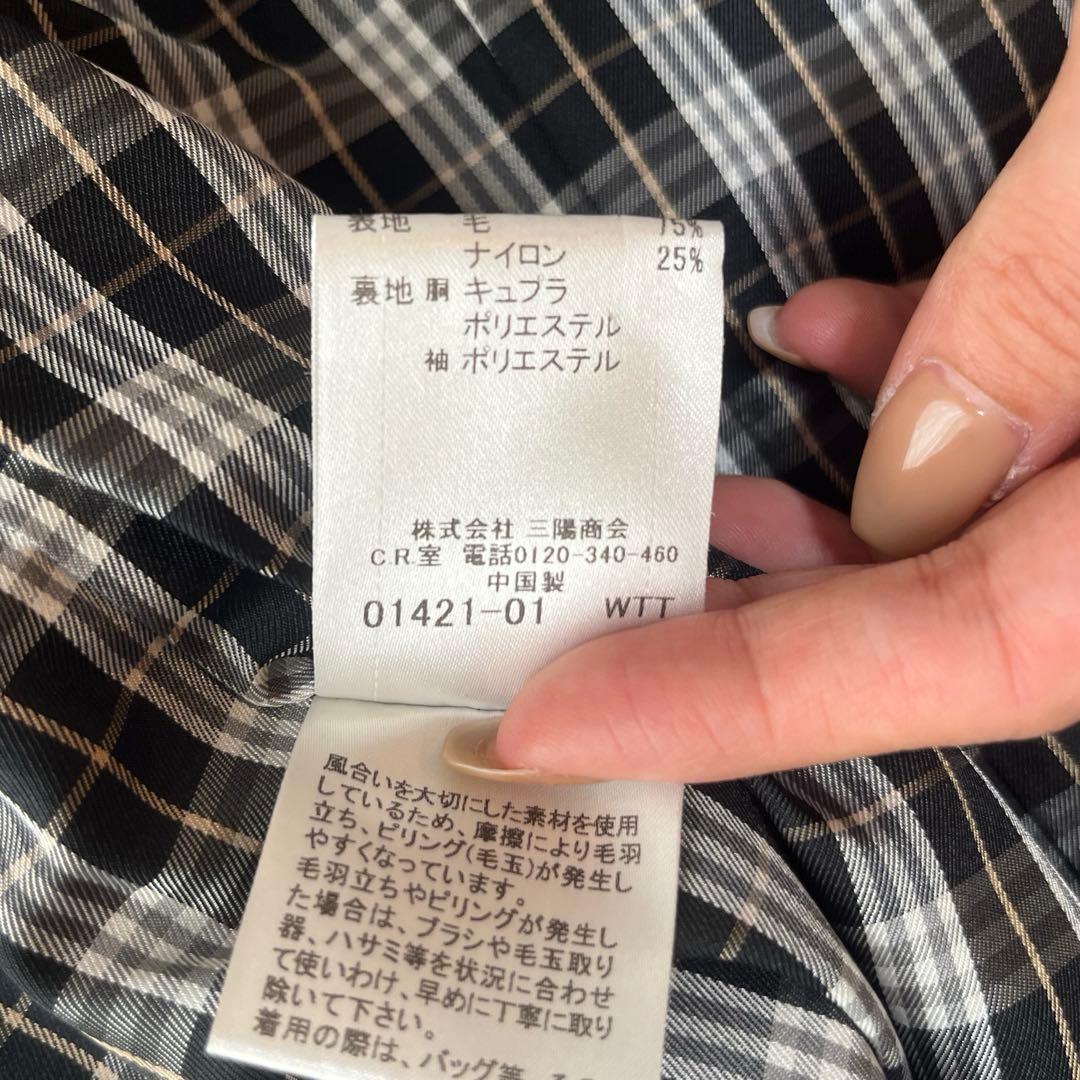 表地 毛 75%
ナイロン 25%
裏地 胴 キュプラ
ポリエステル
袖 ポリエステル
株式会社 三陽商会
C.R.室 電話0120-340-460
中国製
01421-01 WTT
風合いを大切にした素材を使用
しているため、摩擦により毛羽
立ち、ピリング(毛玉)が発生し
やすくなっています。
毛羽立ちやピリングが発生し
た場合は、ブラシや毛玉取り
器、ハサミ等を状況に合わせ
て使いわけ、早めに丁寧に取り
除いて下さい。
着用の際は、バッグ等